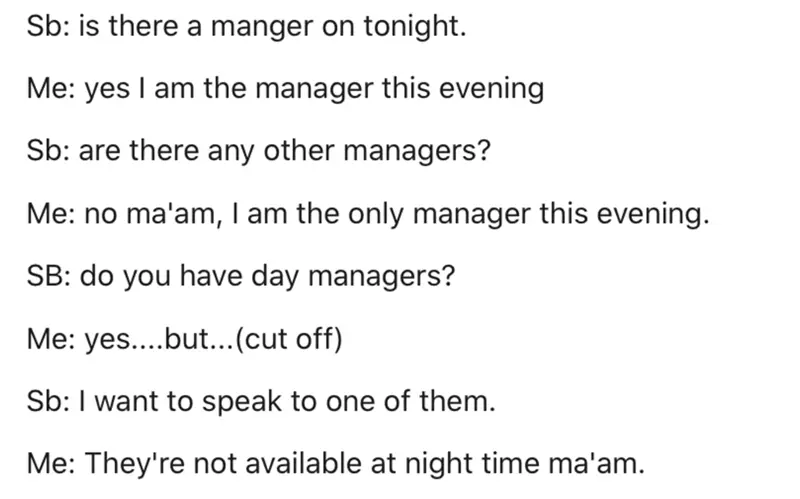 Sb: is there a manger on tonight.
Me: yes I am the manager this evening
Sb: are there any other managers?
Me: no ma'am, I am the only manager this evening.
SB: do you have day managers?
Me: yes....but...(cut off)
Sb: I want to speak to one of them.
Me: They're not available at night time ma'am.